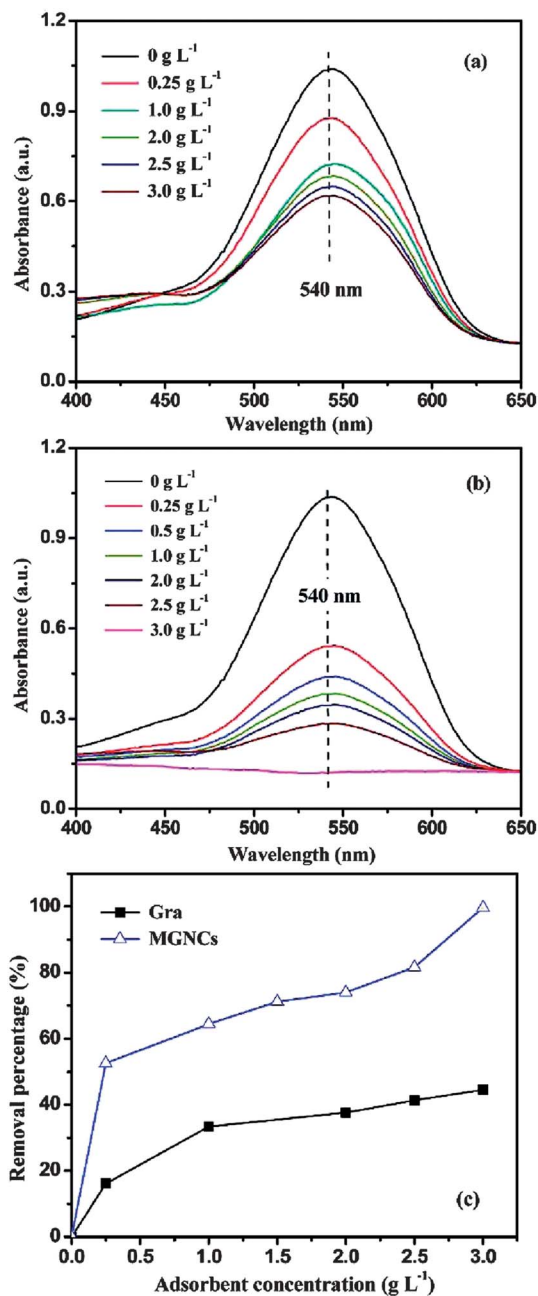 1.2
0.9
0.6
0.3
0.0
Absorbance (a.u.)
0 g L-1
0.25 g L-1
1.0 g L-1
2.0 g L-1
2.5 g L-1
3.0 g L-1
(a)
540 nm
400 450 500 550 600 650
Wavelength (nm)
1.2
0.9
0.6
0.3
0.0
Absorbance (a.u.)
0 g L-1
0.25 g L-1
0.5 g L-1
1.0 g L-1
2.0 g L-1
2.5 g L-1
3.0 g L-1
(b)
540 nm
400 450 500 550 600 650
Wavelength (nm)
100
80
60
40
20
0
Removal percentage (%)
Gra
MGNCs
(c)
0.0 0.5 1.0 1.5 2.0 2.5 3.0
Adsorbent concentration (g L-1)